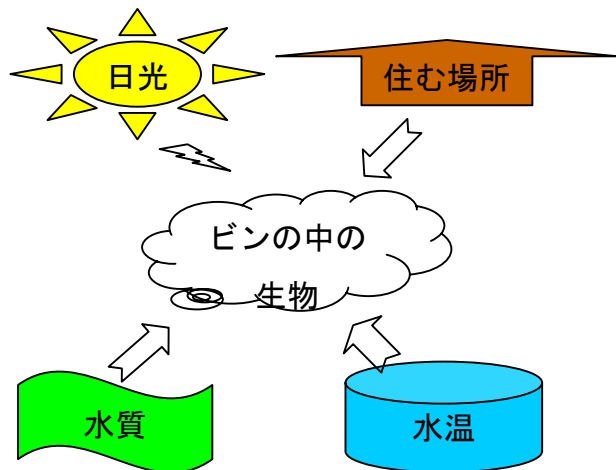 日光
住む場所
ビンの中の
生物
水質
水温